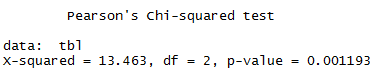 Pearson's Chi-squared test
data:  tbl
X-squared = 13.463, df = 2, p-value = 0.001193